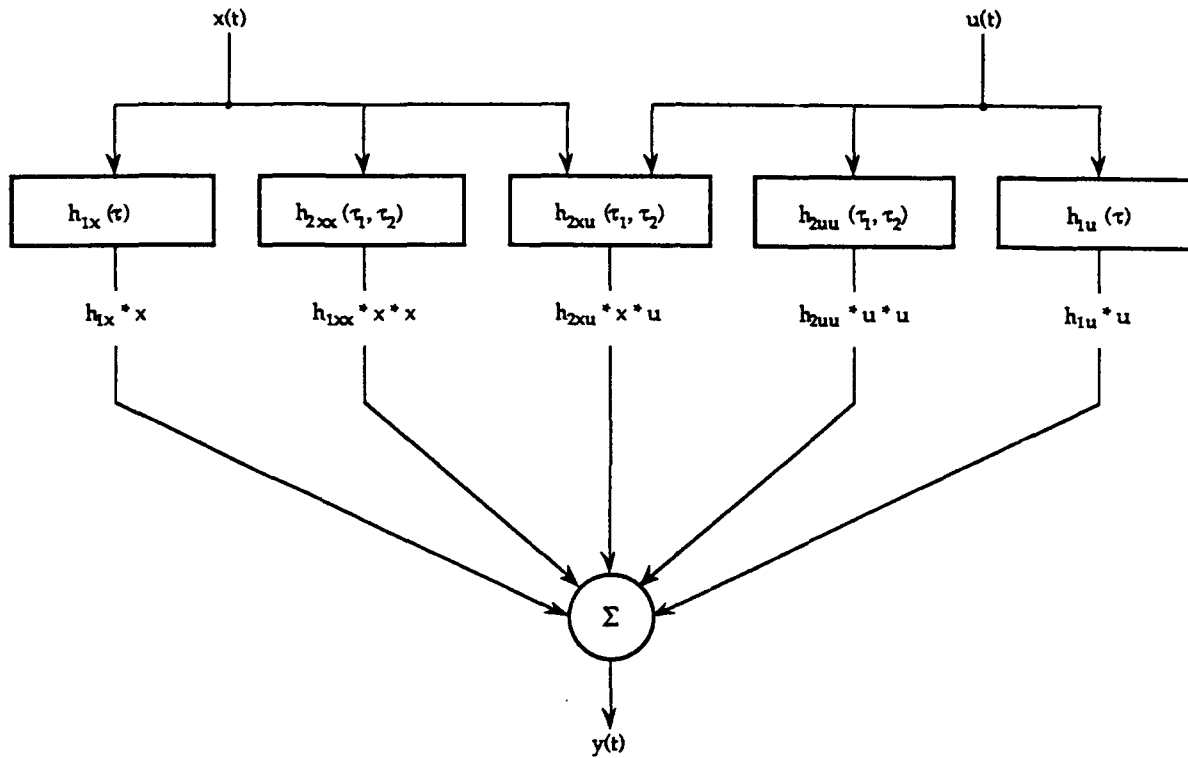 x(t) u(t)
h1x (τ) h2xx (τ1, τ2) h2xu (τ1, τ2) h2uu (τ1, τ2) h1u (τ)
h1x * x h1xx * x * x h2xu * x * u h2uu * u * u h1u * u
Σ
y(t)